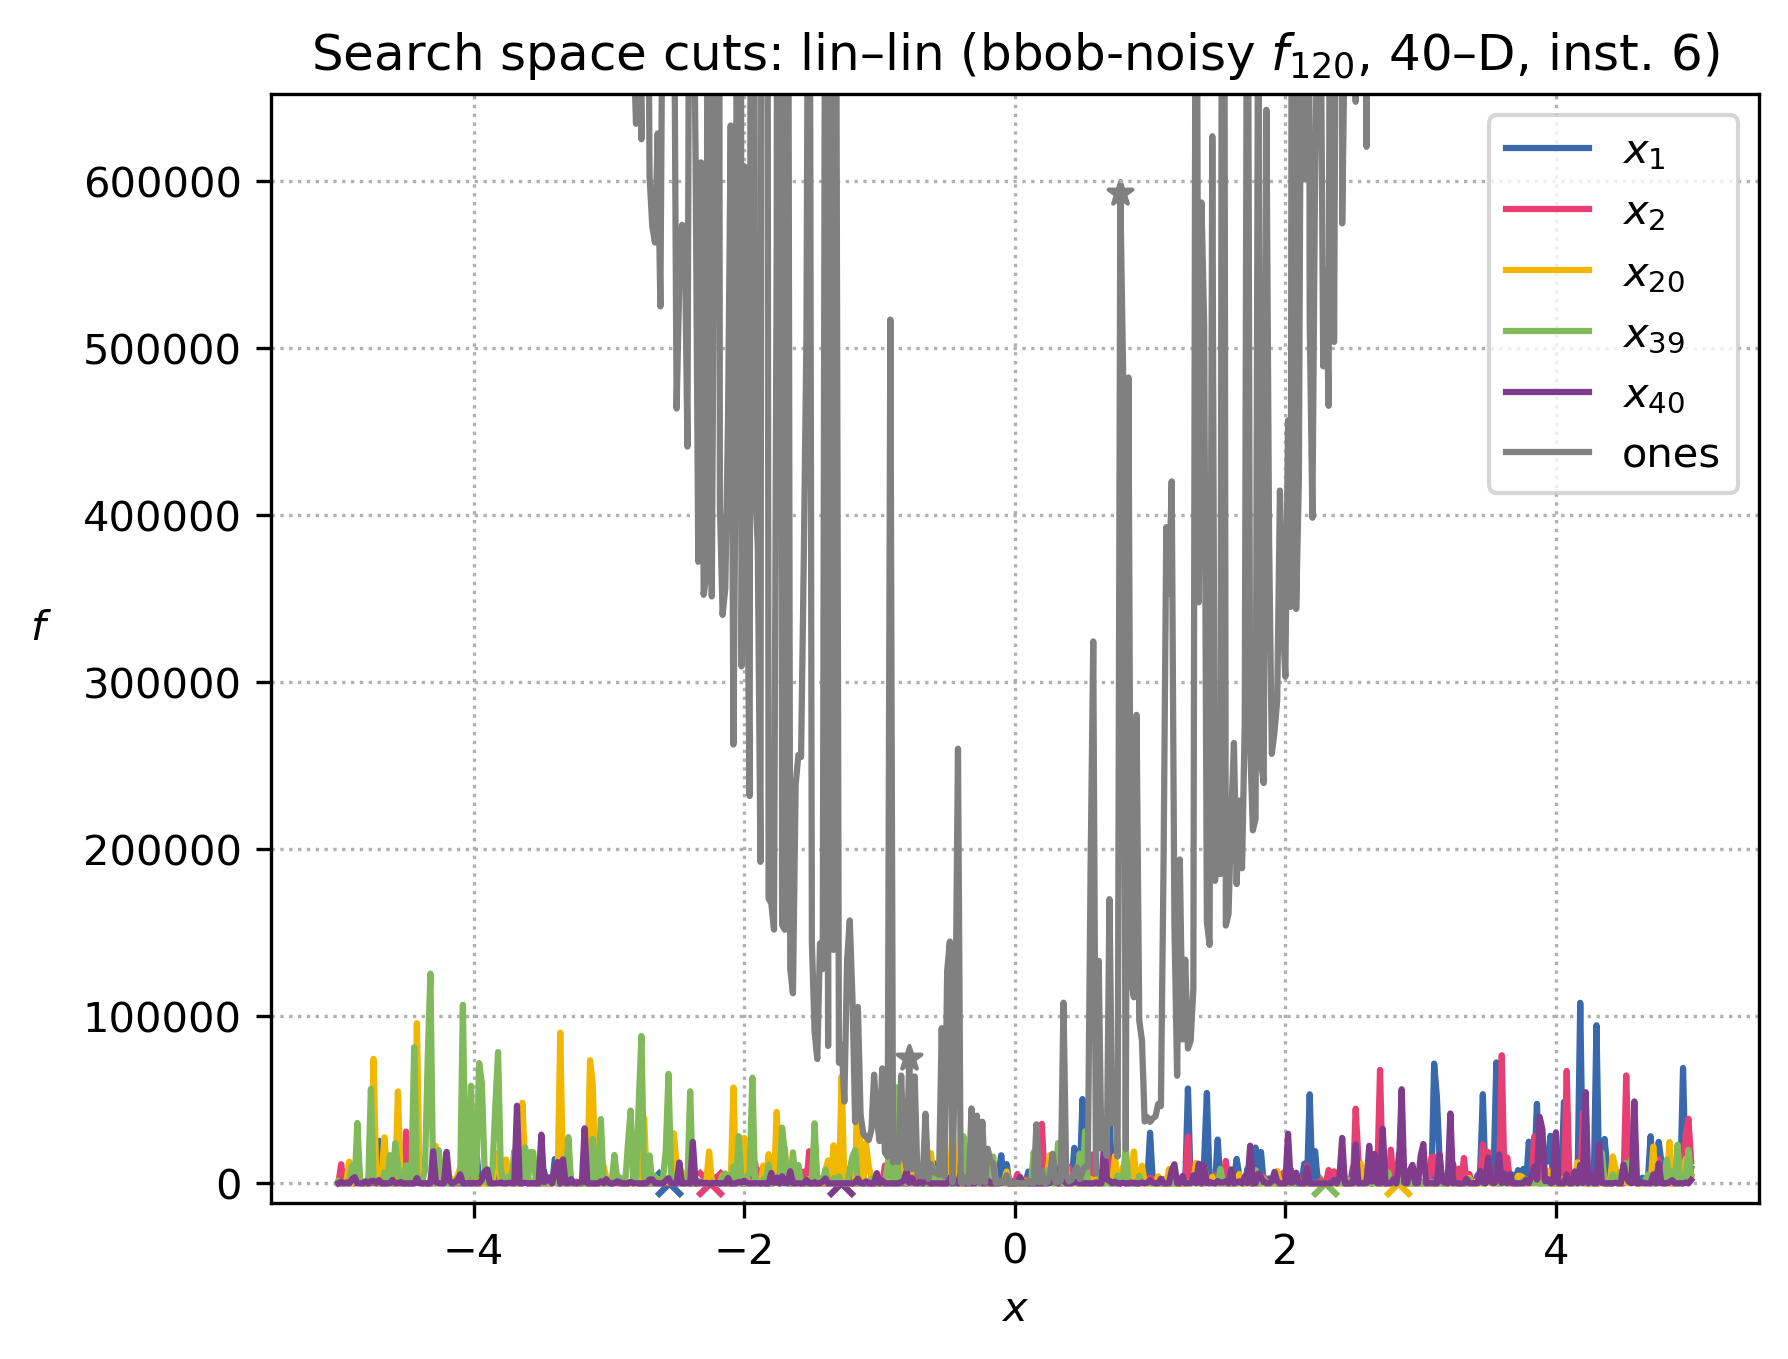 Search space cuts: lin–lin (bbob-noisy f₁₂₀, 40–D, inst. 6)
600000
500000
400000
300000
200000
100000
0
f
−4
−2
0
2
4
x
x₁
x₂
x₂₀
x₃₉
x₄₀
ones